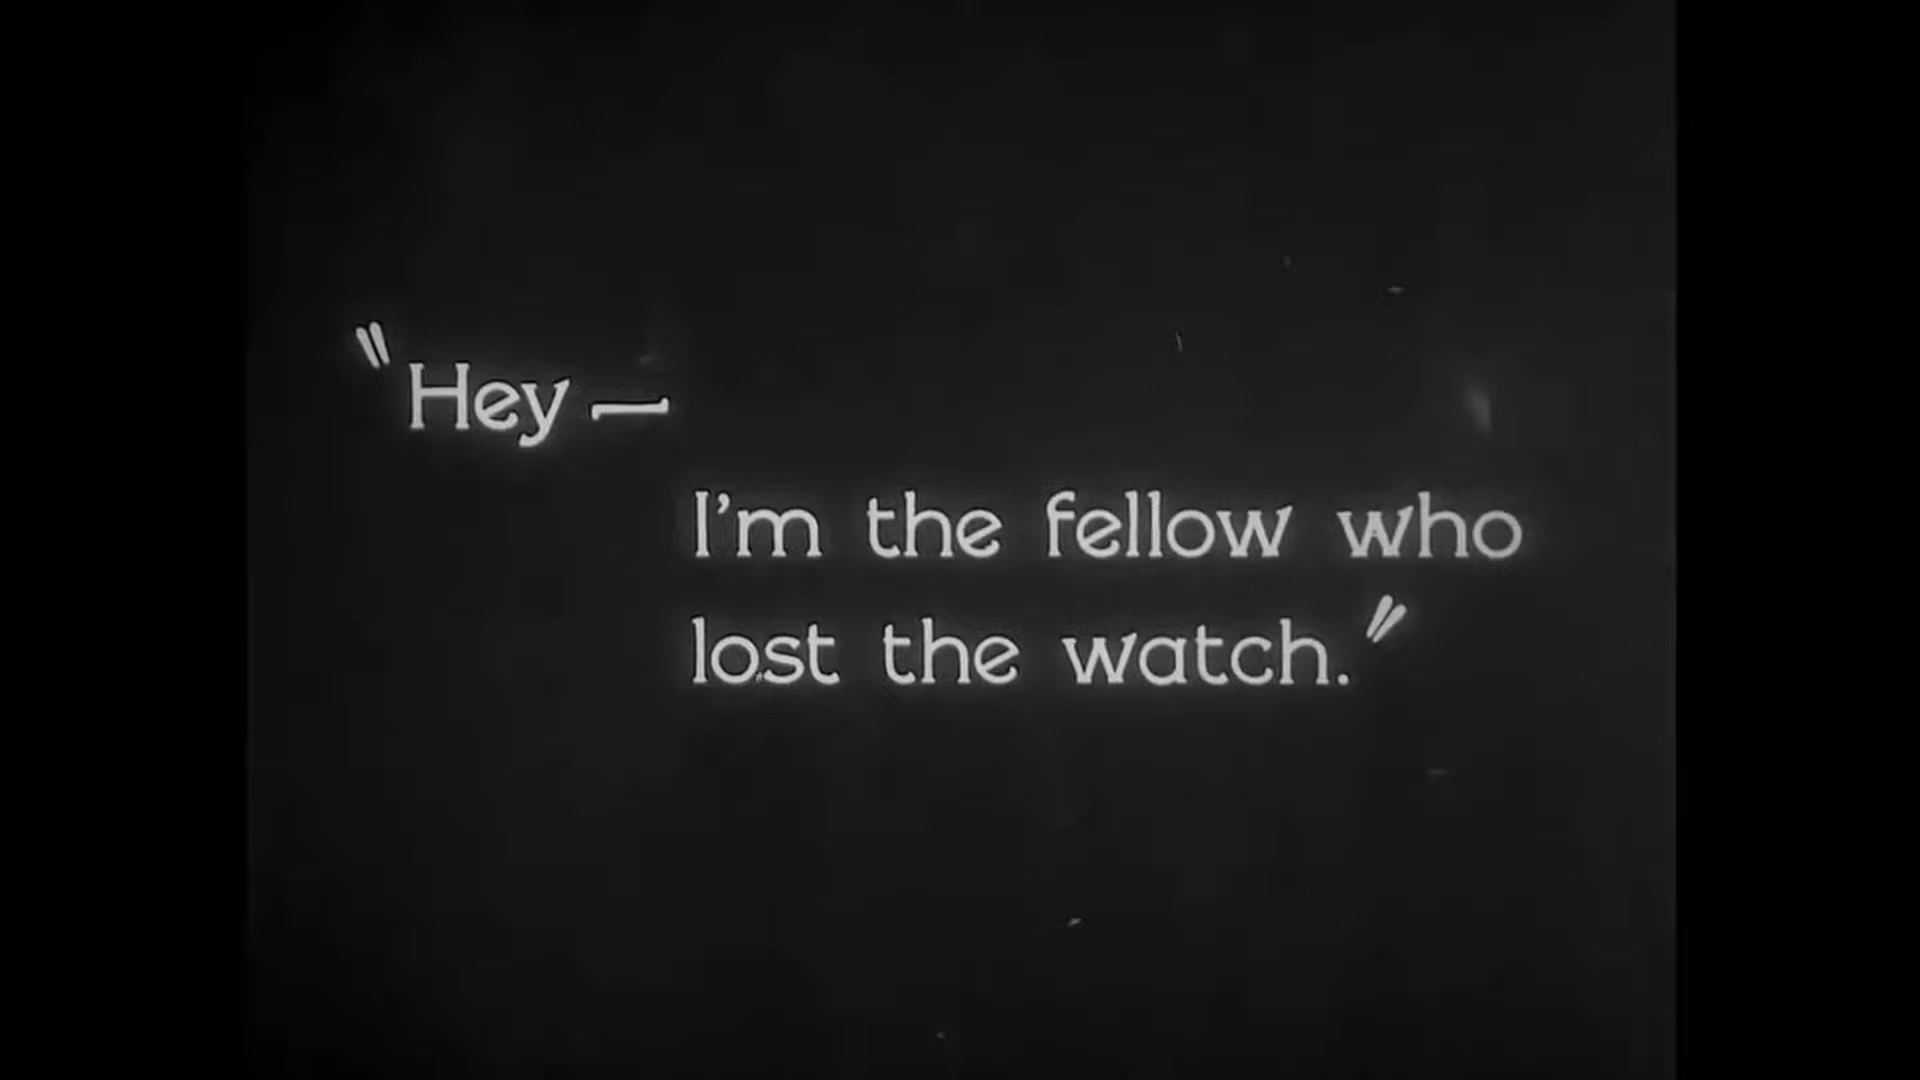 "Hey —
I'm the fellow who
lost the watch."